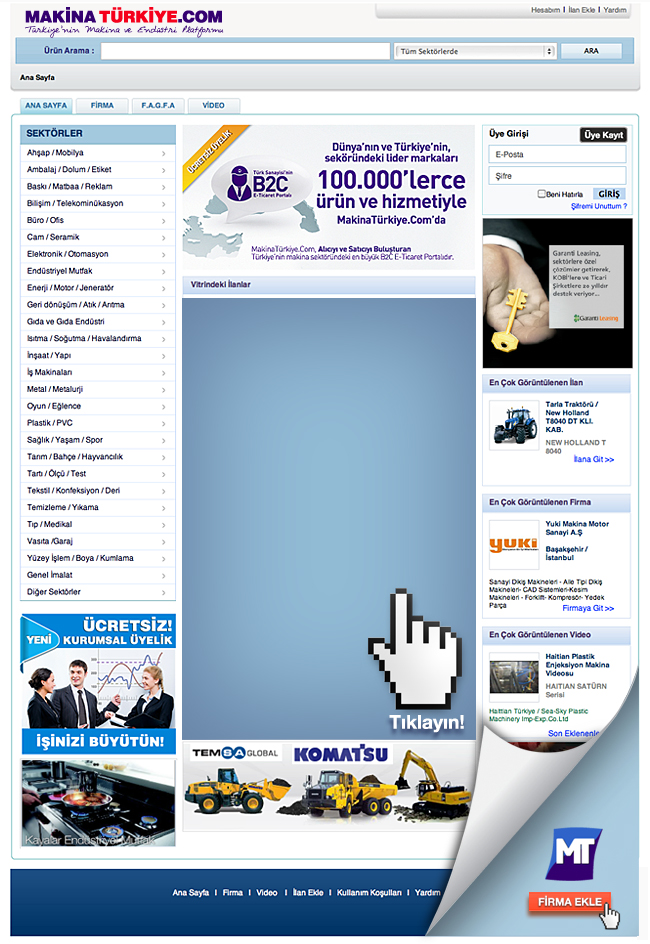 MAKİNA TÜRKİYE.COM
Türkiye'nin Makina ve Endüstri Platformu
Hesabım | İlan Ekle | Yardım
Ürün Arama :
Tüm Sektörlerde
ARA
Ana Sayfa
ANA SAYFA
FİRMA
F.A.G.F.A
VİDEO
SEKTÖRLER
Ahşap / Mobilya
Ambalaj / Dolum / Etiket
Baskı / Matbaa / Reklam
Bilişim / Telekominükasyon
Büro / Ofis
Cam / Seramik
Elektronik / Otomasyon
Endüstriyel Mutfak
Enerji / Motor / Jeneratör
Geri dönüşüm / Atık / Arıtma
Gıda ve Gıda Endüstri
Isıtma / Soğutma / Havalandırma
İnşaat / Yapı
İş Makinaları
Metal / Metalurji
Oyun / Eğlence
Plastik / PVC
Sağlık / Yaşam / Spor
Tarım / Bahçe / Hayvancılık
Tartı / Ölçü / Test
Tekstil / Konfeksiyon / Deri
Temizleme / Yıkama
Tıp / Medikal
Vasıta /Garaj
Yüzey İşlem / Boya / Kumlama
Genel İmalat
Diğer Sektörler
YENİ
ÜCRETSİZ!
KURUMSAL ÜYELİK
İŞİNİZİ BÜYÜTÜN!
Kayalar Endüstriyel Mutfak
ÜCRETSİZ ÜYELİK
Türk Sanayisi'nin
B2C
E-Ticaret Portalı
Dünya'nın ve Türkiye'nin,
sektöründeki lider markaları
100.000'lerce
ürün ve hizmetiyle
MakinaTürkiye.Com'da
MakinaTürkiye.Com, Alıcıyı ve Satıcıyı Buluşturan
Türkiye'nin makina sektöründeki en büyük B2C E-Ticaret Portalıdır.
Vitrindeki İlanlar
Tıklayın!
TEMSA GLOBAL
KOMATSU
Üye Girişi
Üye Kayıt
E-Posta
Şifre
Beni Hatırla
GİRİŞ
Şifremi Unuttum ?
Garanti Leasing,
sektörlere özel
çözümler getirerek,
KOBİ'lere ve Ticari
Şirketlere 20 yıldır
destek veriyor...
Garanti Leasing
En Çok Görüntülenen İlan
Tarla Traktörü /
New Holland
T8040 DT KLI.
KAB.
NEW HOLLAND T
8040
İlana Git >>
En Çok Görüntülenen Firma
yuki
Yuki Makina Motor
Sanayi A.Ş
Başakşehir /
İstanbul
Sanayi Dikiş Makineleri - Aile Tipi Dikiş
Makineleri- CAD Sistemleri-Kesim
Makineleri - Forklift- Kompresör- Yedek
Parça
Firmaya Git >>
En Çok Görüntülenen Video
Haitian Plastik
Enjeksiyon Makina
Videosu
HAITIAN SATÜRN
Serisi
Haitian Türkiye / Sea-Sky Plastic
Machinery Imp-Exp.Co.Ltd
Son Eklenenler
MT
FİRMA EKLE
Ana Sayfa | Firma | Video | İlan Ekle | Kullanım Koşulları | Yardım